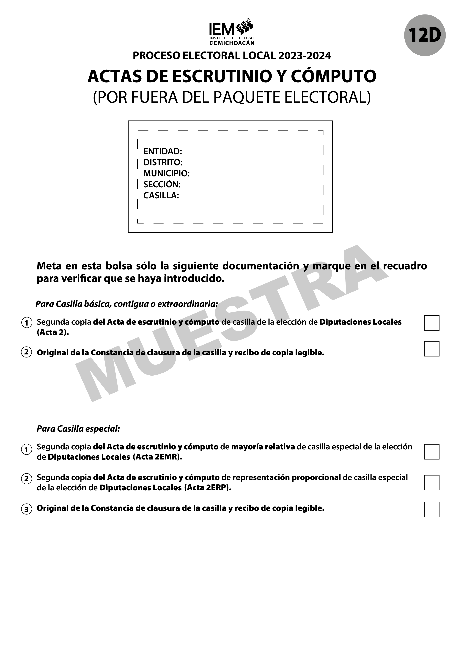 IEM
DE MICHOACÁN
12D
PROCESO ELECTORAL LOCAL 2023-2024
ACTAS DE ESCRUTINIO Y CÓMPUTO
(POR FUERA DEL PAQUETE ELECTORAL)
ENTIDAD:
DISTRITO:
MUNICIPIO:
SECCIÓN:
CASILLA:
Meta en esta bolsa sólo la siguiente documentación y marque en el recuadro
para verificar que se haya introducido.
MUESTRA
Para Casilla básica, contigua o extraordinaria:
1 Segunda copia del Acta de escrutinio y cómputo de casilla de la elección de Diputaciones Locales
(Acta 2).
2 Original de la Constancia de clausura de la casilla y recibo de copia legible.
Para Casilla especial:
1 Segunda copia del Acta de escrutinio y cómputo de mayoría relativa de casilla especial de la elección
de Diputaciones Locales (Acta 2EMR).
2 Segunda copia del Acta de escrutinio y cómputo de representación proporcional de casilla especial
de la elección de Diputaciones Locales (Acta 2ERP).
3 Original de la Constancia de clausura de la casilla y recibo de copia legible.